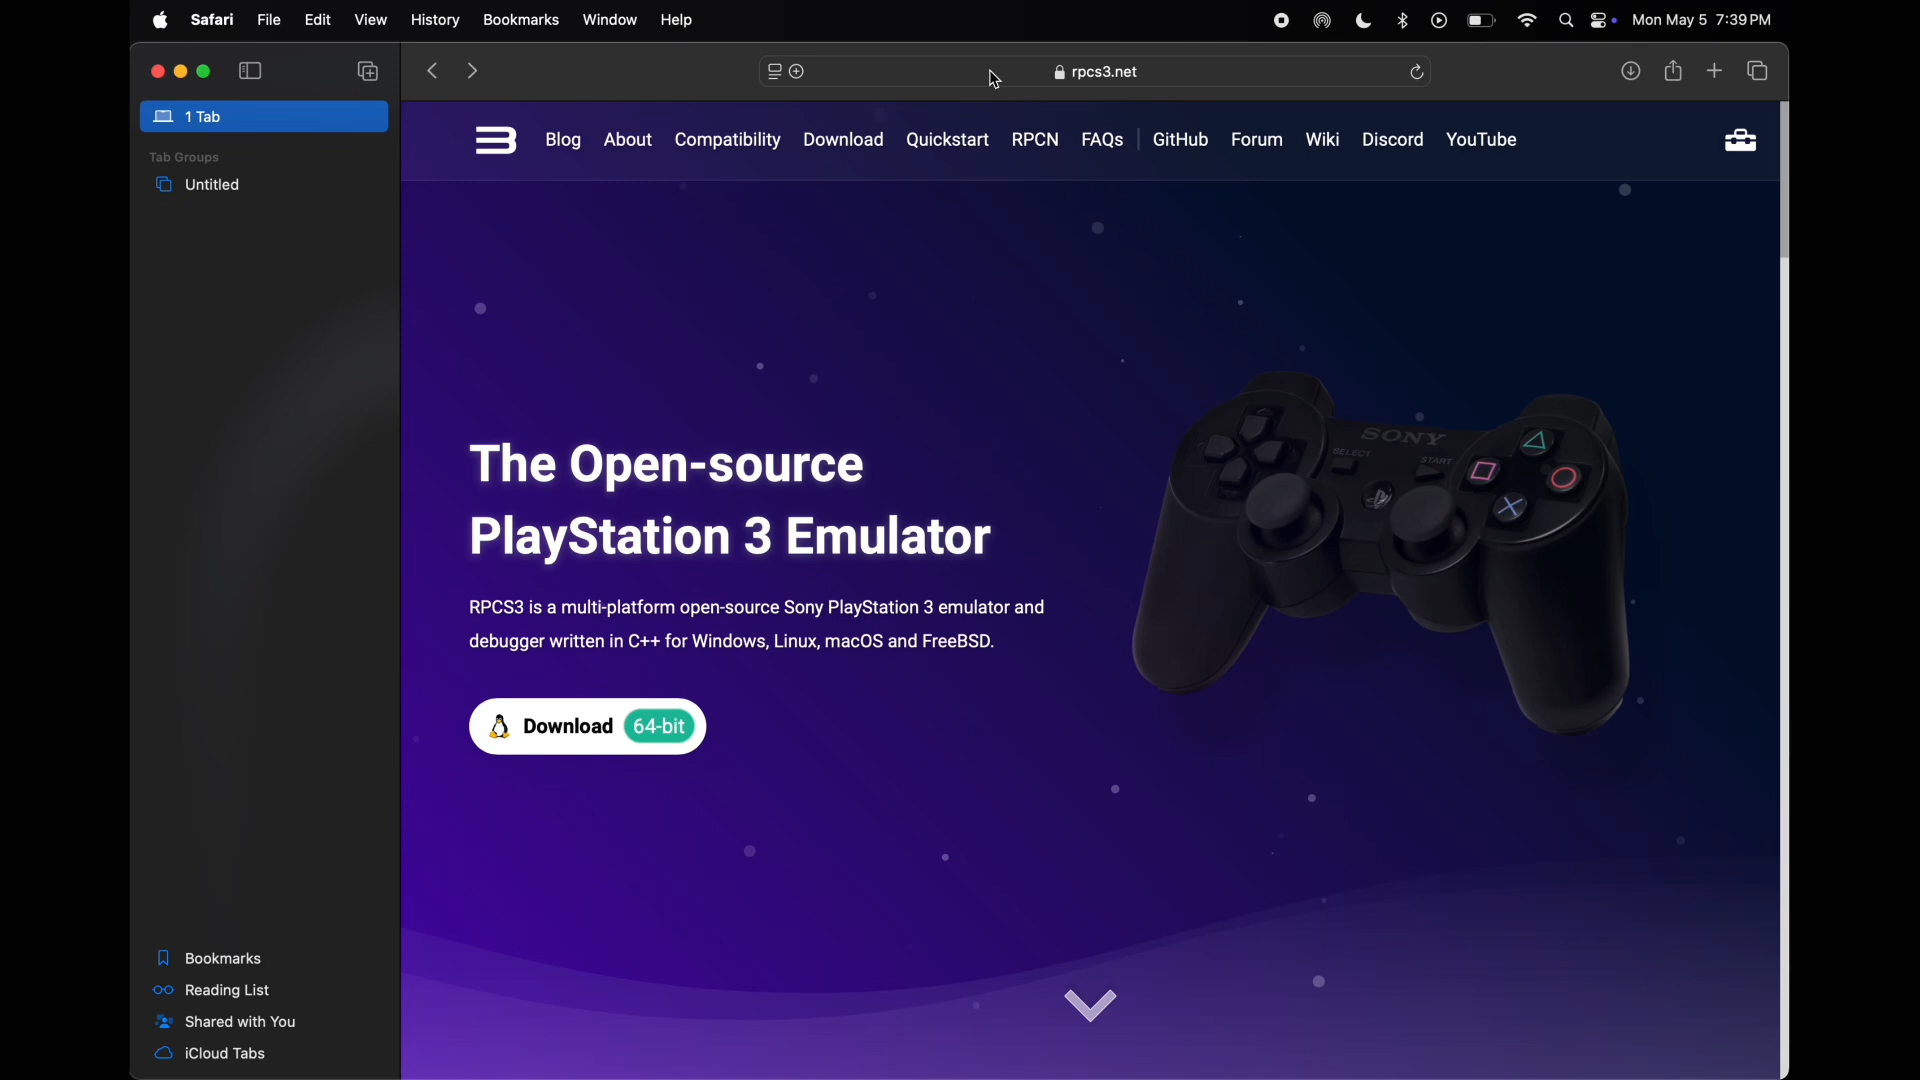 Safari File Edit View History Bookmarks Window Help Mon May 5 7:39 PM
rpcs3.net
1 Tab
Tab Groups
Untitled
Blog About Compatibility Download Quickstart RPCN FAQs GitHub Forum Wiki Discord YouTube
The Open-source
PlayStation 3 Emulator
RPCS3 is a multi-platform open-source Sony PlayStation 3 emulator and
debugger written in C++ for Windows, Linux, macOS and FreeBSD.
Download 64-bit
SONY
SELECT
START
Bookmarks
Reading List
Shared with You
iCloud Tabs